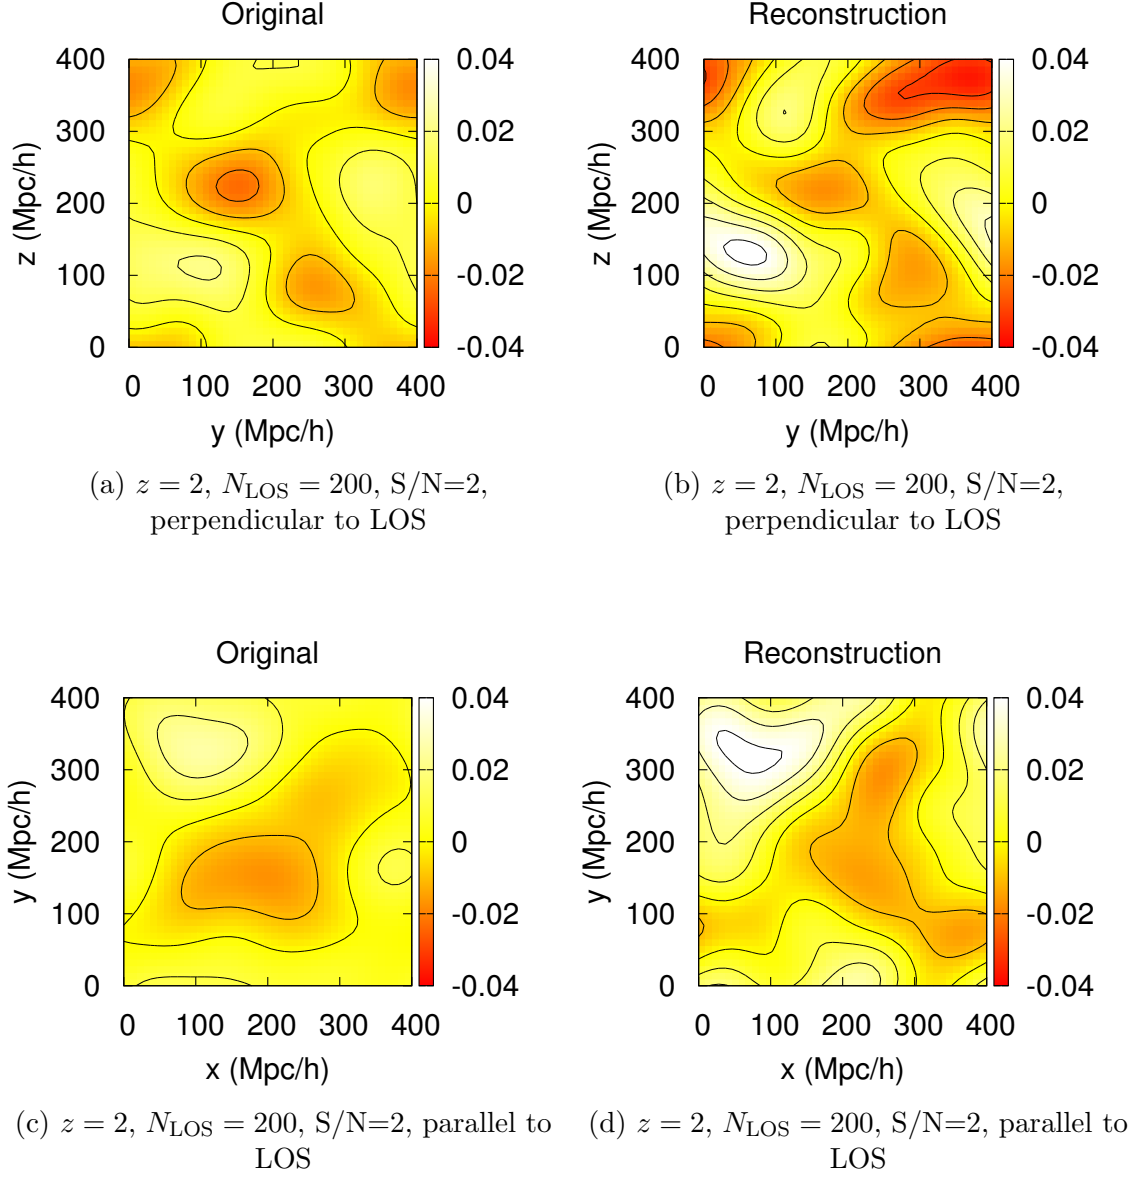 Original
400
300
200
100
0
z (Mpc/h)
0 100 200 300 400
y (Mpc/h)
0.04
0.02
0
-0.02
-0.04
(a) z = 2, N_LOS = 200, S/N=2,
perpendicular to LOS
Reconstruction
400
300
200
100
0
z (Mpc/h)
0 100 200 300 400
y (Mpc/h)
0.04
0.02
0
-0.02
-0.04
(b) z = 2, N_LOS = 200, S/N=2,
perpendicular to LOS
Original
400
300
200
100
0
y (Mpc/h)
0 100 200 300 400
x (Mpc/h)
0.04
0.02
0
-0.02
-0.04
(c) z = 2, N_LOS = 200, S/N=2, parallel to
LOS
Reconstruction
400
300
200
100
0
y (Mpc/h)
0 100 200 300 400
x (Mpc/h)
0.04
0.02
0
-0.02
-0.04
(d) z = 2, N_LOS = 200, S/N=2, parallel to
LOS